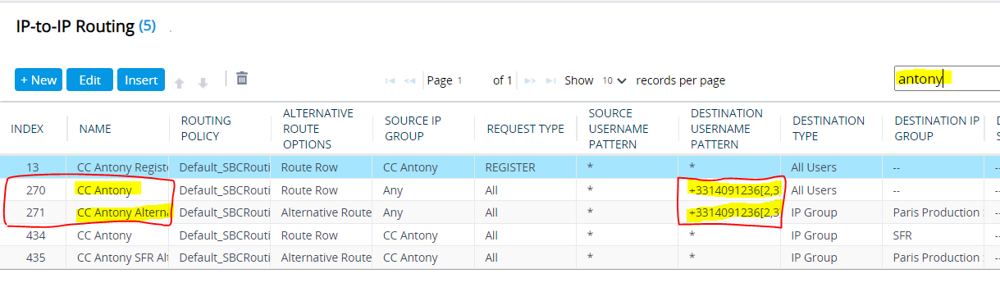 IP-to-IP Routing (5)
+ New Edit Insert Page 1 of 1 Show 10 records per page antony
INDEX NAME ROUTING POLICY ALTERNATIVE ROUTE OPTIONS SOURCE IP GROUP REQUEST TYPE SOURCE USERNAME PATTERN DESTINATION USERNAME PATTERN DESTINATION TYPE DESTINATION IP GROUP
13 CC Antony Registe Default_SBCRouti Route Row CC Antony REGISTER * * All Users --
270 CC Antony Default_SBCRouti Route Row Any All * +3314091236[2,3 All Users --
271 CC Antony Alterna Default_SBCRouti Alternative Route Any All * +3314091236[2,3 IP Group Paris Production
434 CC Antony Default_SBCRouti Route Row CC Antony All * * IP Group SFR
435 CC Antony SFR Alt Default_SBCRouti Alternative Route CC Antony All * * IP Group Paris Production